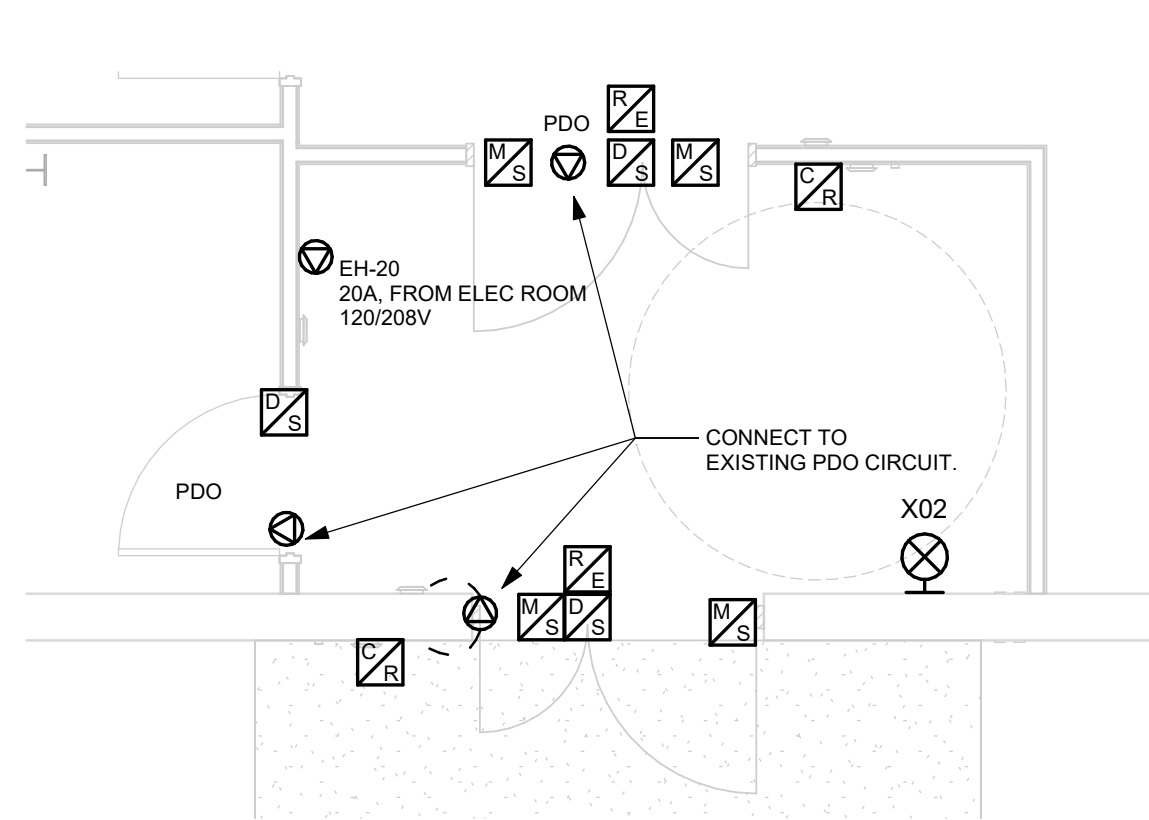 R
E
PDO
M
S
D
S
M
S
C
R
EH-20
20A, FROM ELEC ROOM
120/208V
D
S
CONNECT TO
EXISTING PDO CIRCUIT.
PDO
X02
R
E
M
S
D
S
M
S
C
R